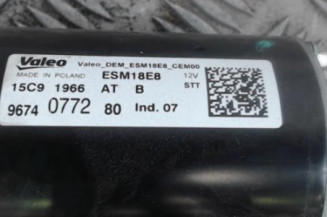 Valeo Valeo_DEM_ESM18E8_CEM00
MADE IN POLAND ESM18E8 12V
15C9 1966 AT B STT
9674 0772 80 Ind. 07